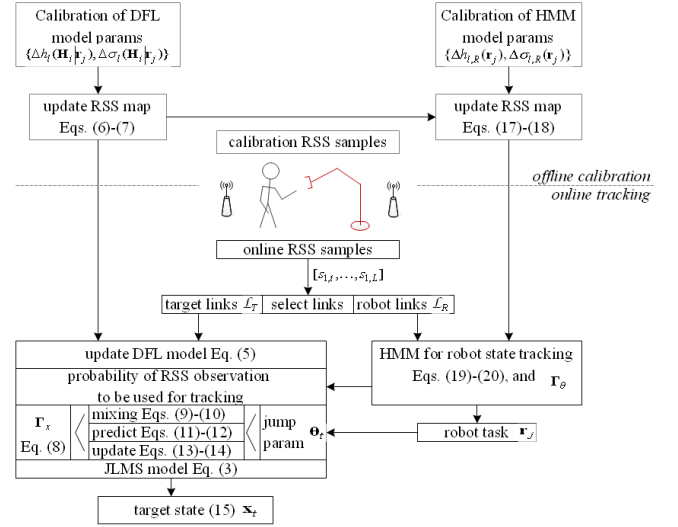 Calibration of DFL
model params
{Δh_l(H_i|r_j),Δσ_l(H_i|r_j)}
Calibration of HMM
model params
{Δh_{l,R}(r_j),Δσ_{l,R}(r_j)}
update RSS map
Eqs. (6)-(7)
update RSS map
Eqs. (17)-(18)
calibration RSS samples
offline calibration
online tracking
online RSS samples
[s_{1,t},…,s_{1,L}]
target links ℒ_T
select links
robot links ℒ_R
update DFL model Eq. (5)
probability of RSS observation
to be used for tracking
Γ_x
Eq. (8)
mixing Eqs. (9)-(10)
predict Eqs. (11)-(12)
update Eqs. (13)-(14)
jump
param Θ_t
JLMS model Eq. (3)
HMM for robot state tracking
Eqs. (19)-(20), and Γ_θ
robot task r_j
target state (15) x_t